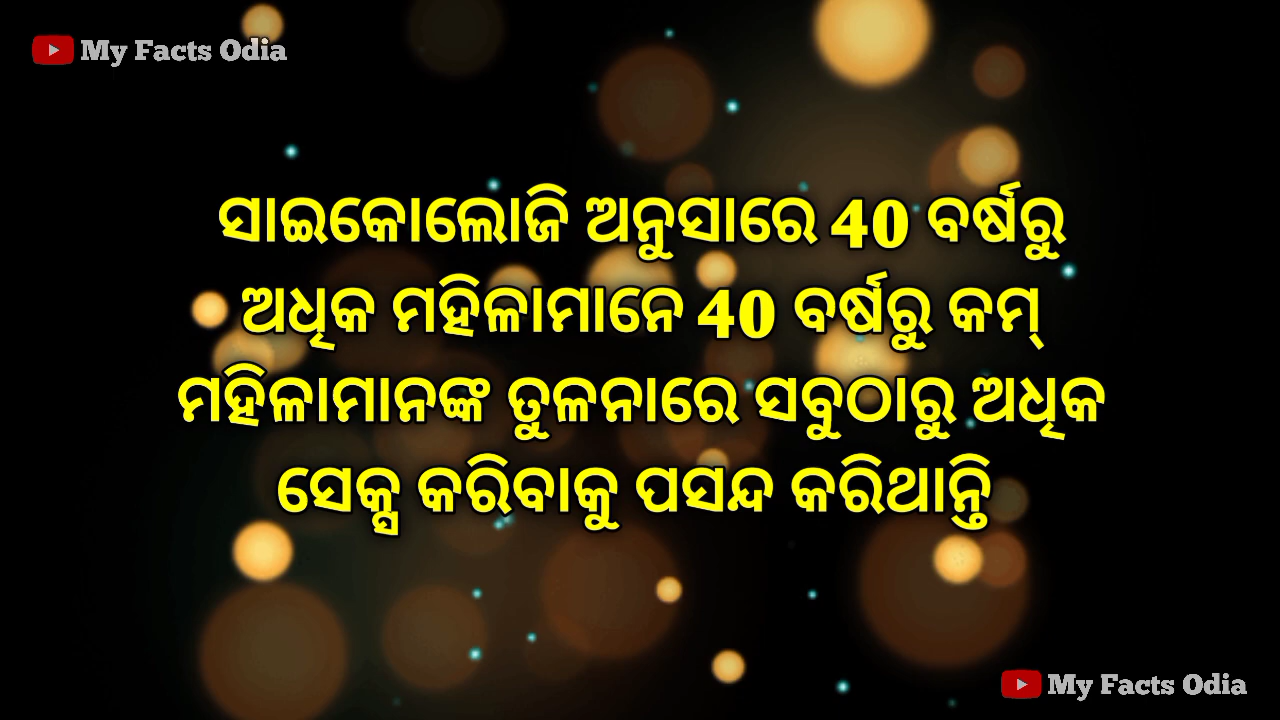 My Facts Odia
ସାଇକୋଲୋଜି ଅନୁସାରେ 40 ବର୍ଷରୁ
ଅଧିକ ମହିଳାମାନେ 40 ବର୍ଷରୁ କମ୍
ମହିଳାମାନଙ୍କ ତୁଳନାରେ ସବୁଠାରୁ ଅଧିକ
ସେକ୍ସ କରିବାକୁ ପସନ୍ଦ କରିଥାନ୍ତି
My Facts Odia